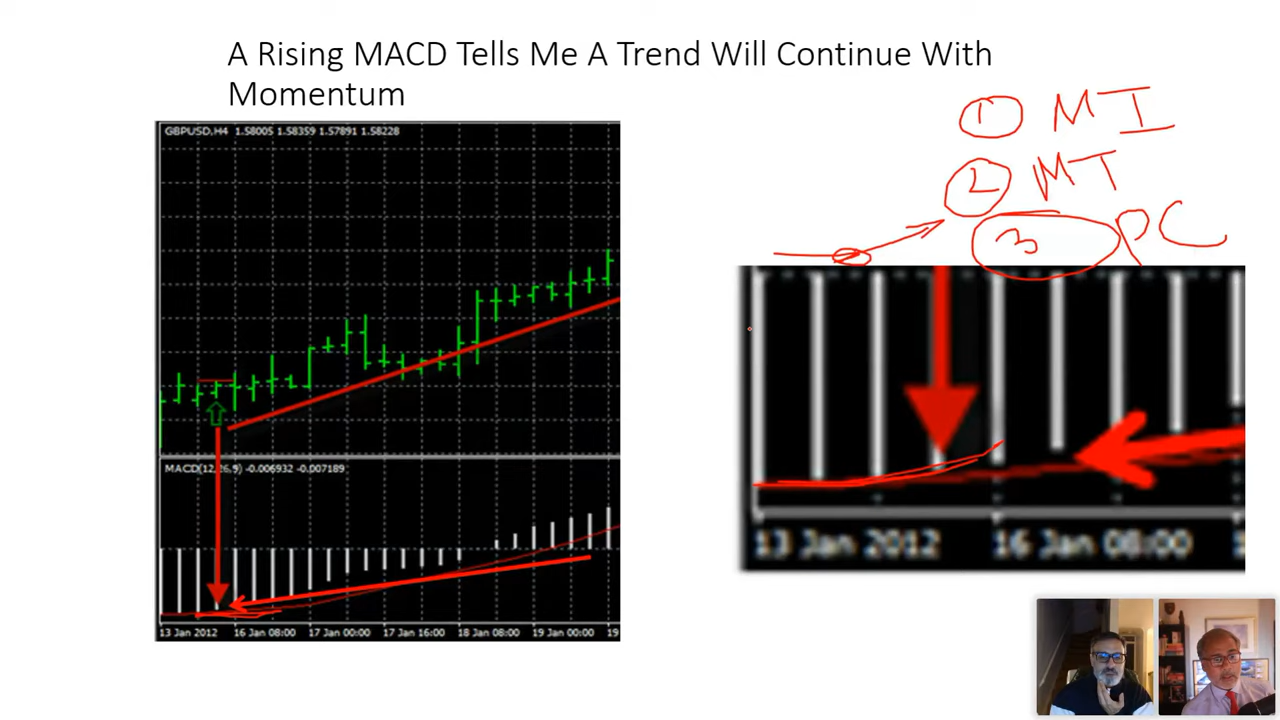 A Rising MACD Tells Me A Trend Will Continue With
Momentum
① MI
② MT
3 PC
GBPUSD,H4 1.58005 1.58359 1.57891 1.58228
MACD(12,26,9) -0.006932 -0.007189
13 Jan 2012 16 Jan 08:00 17 Jan 00:00 17 Jan 16:00 18 Jan 08:00 19 Jan 00:00 19
13 Jan 2012 16 Jan 08:00 1